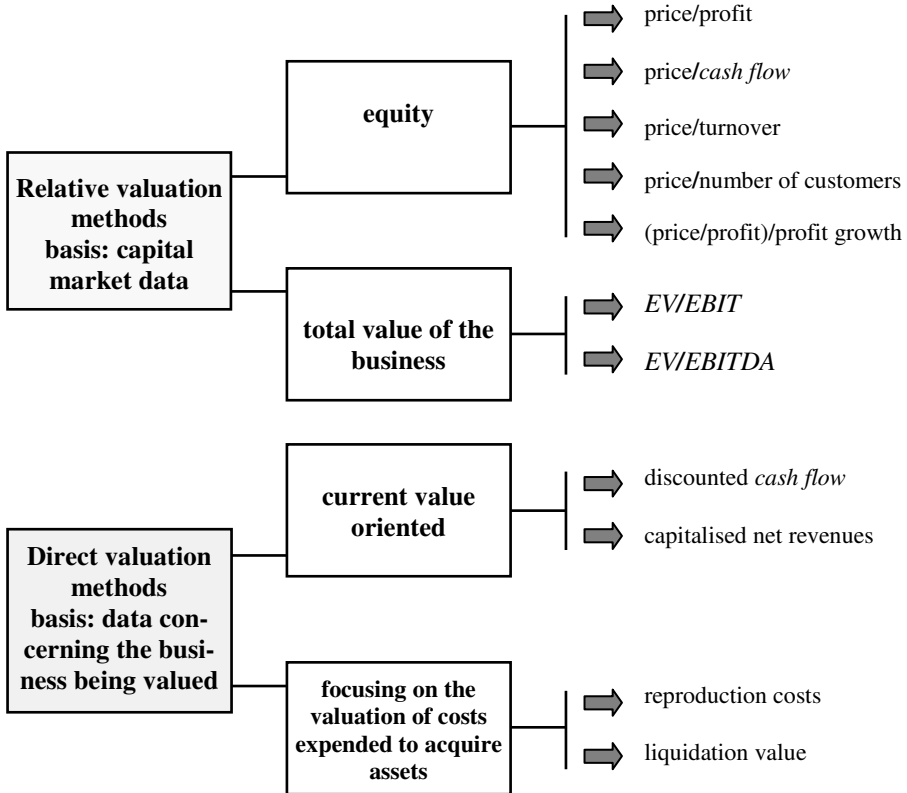 Relative valuation
methods
basis: capital
market data
equity
price/profit
price/cash flow
price/turnover
price/number of customers
(price/profit)/profit growth
total value of the
business
EV/EBIT
EV/EBITDA
Direct valuation
methods
basis: data con-
cerning the busi-
ness being valued
current value
oriented
discounted cash flow
capitalised net revenues
focusing on the
valuation of costs
expended to acquire
assets
reproduction costs
liquidation value